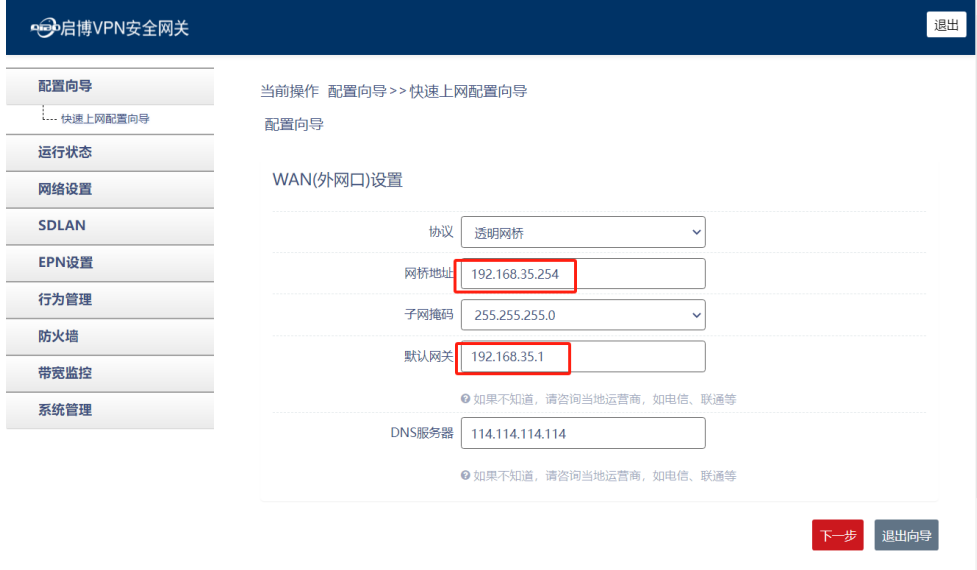 启博VPN安全网关
退出
配置向导
快速上网配置向导
运行状态
网络设置
SDLAN
EPN设置
行为管理
防火墙
带宽监控
系统管理
当前操作 配置向导>>快速上网配置向导
配置向导
WAN(外网口)设置
协议 透明网桥
网桥地址 192.168.35.254
子网掩码 255.255.255.0
默认网关 192.168.35.1
如果不知道，请咨询当地运营商，如电信、联通等
DNS服务器 114.114.114.114
如果不知道，请咨询当地运营商，如电信、联通等
下一步 退出向导